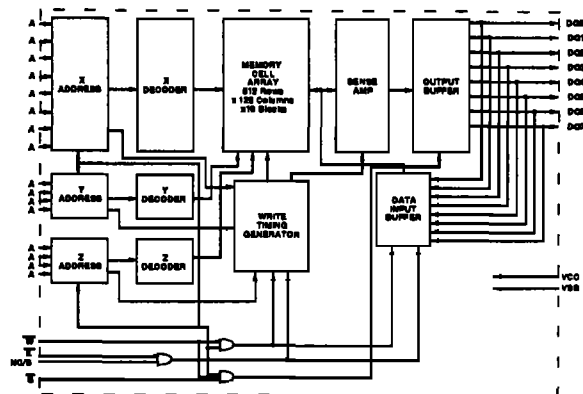 A
A
A
A
A
A
A
A
X
ADDRESS
X
DECODER
MEMORY
CELL
ARRAY
512 Rows
x 128 Columns
x16 Blocks
SENSE
AMP
OUTPUT
BUFFER
A
A
A
A
Y
ADDRESS
Y
DECODER
WRITE
TIMING
GENERATOR
DATA
INPUT
BUFFER
A
A
A
A
Z
ADDRESS
Z
DECODER
VCC
VSS
W
E
NC/S
G